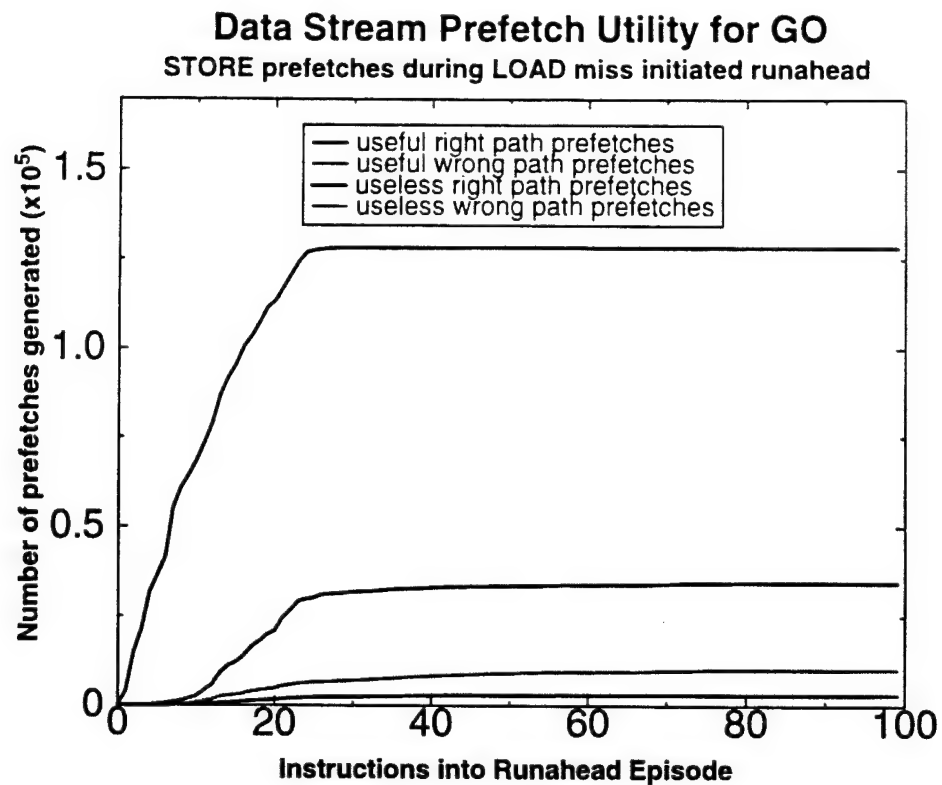 Data Stream Prefetch Utility for GO
STORE prefetches during LOAD miss initiated runahead
useful right path prefetches
useful wrong path prefetches
useless right path prefetches
useless wrong path prefetches
Number of prefetches generated (x10⁵)
1.5
1.0
0.5
0
0
20
40
60
80
100
Instructions into Runahead Episode